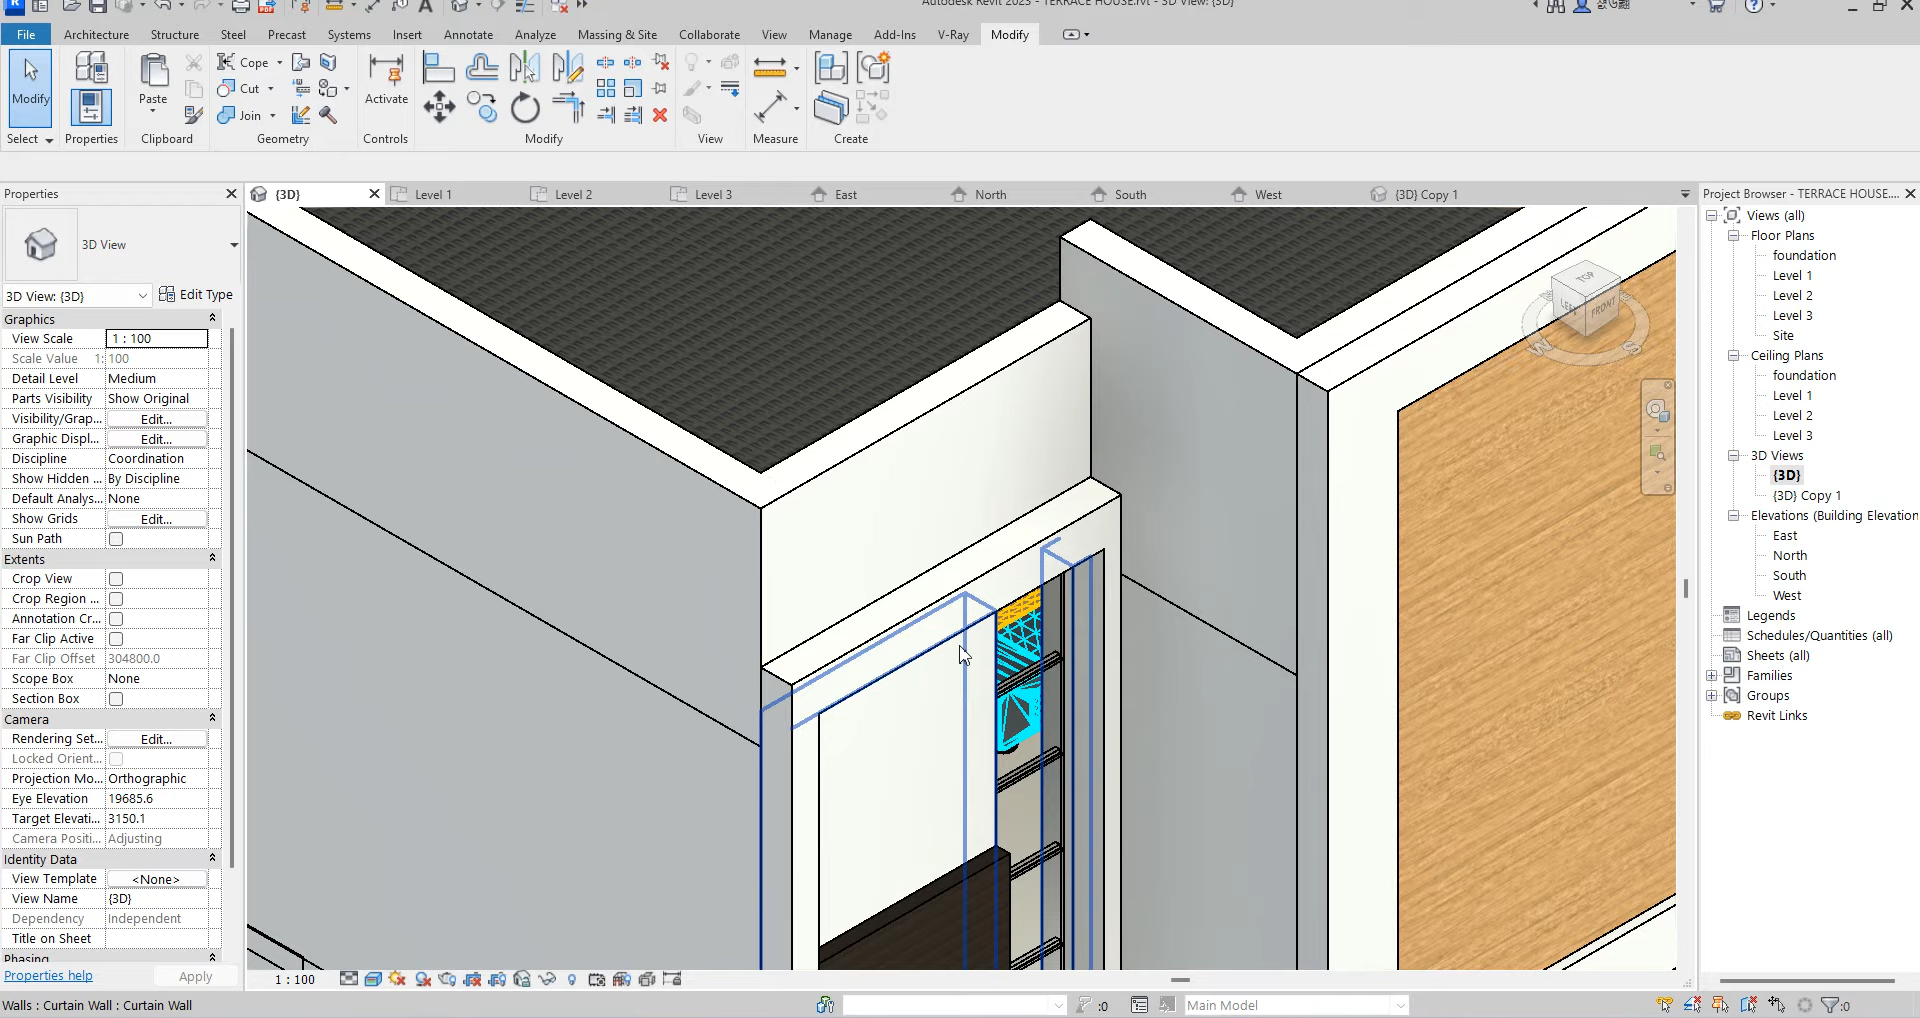 Autodesk Revit 2023 - TERRACE HOUSE.rvt - 3D View: {3D}
File Architecture Structure Steel Precast Systems Insert Annotate Analyze Massing & Site Collaborate View Manage Add-Ins V-Ray Modify
Modify
Paste
Cope
Cut
Join
Activate
Select Properties Clipboard Geometry Controls Modify View Measure Create
Properties
{3D} Level 1 Level 2 Level 3 East North South West {3D} Copy 1
Project Browser - TERRACE HOUSE....
3D View
3D View: {3D} Edit Type
Graphics
View Scale 1 : 100
Scale Value 1: 100
Detail Level Medium
Parts Visibility Show Original
Visibility/Grap... Edit...
Graphic Displ... Edit...
Discipline Coordination
Show Hidden ... By Discipline
Default Analys... None
Show Grids Edit...
Sun Path
Extents
Crop View
Crop Region ...
Annotation Cr...
Far Clip Active
Far Clip Offset 304800.0
Scope Box None
Section Box
Camera
Rendering Set... Edit...
Locked Orient...
Projection Mo... Orthographic
Eye Elevation 19685.6
Target Elevati... 3150.1
Camera Positi... Adjusting
Identity Data
View Template <None>
View Name {3D}
Dependency Independent
Title on Sheet
Phasing
Properties help Apply
TOP
LEFT FRONT
W S
Views (all)
Floor Plans
foundation
Level 1
Level 2
Level 3
Site
Ceiling Plans
foundation
Level 1
Level 2
Level 3
3D Views
{3D}
{3D} Copy 1
Elevations (Building Elevation
East
North
South
West
Legends
Schedules/Quantities (all)
Sheets (all)
Families
Groups
Revit Links
1 : 100
Walls : Curtain Wall : Curtain Wall
:0
Main Model
:0